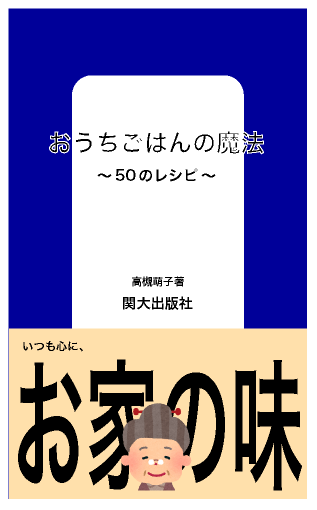 おうちごはんの魔法
～50のレシピ～
高槻萌子著
関大出版社
いつも心に、
お家の味